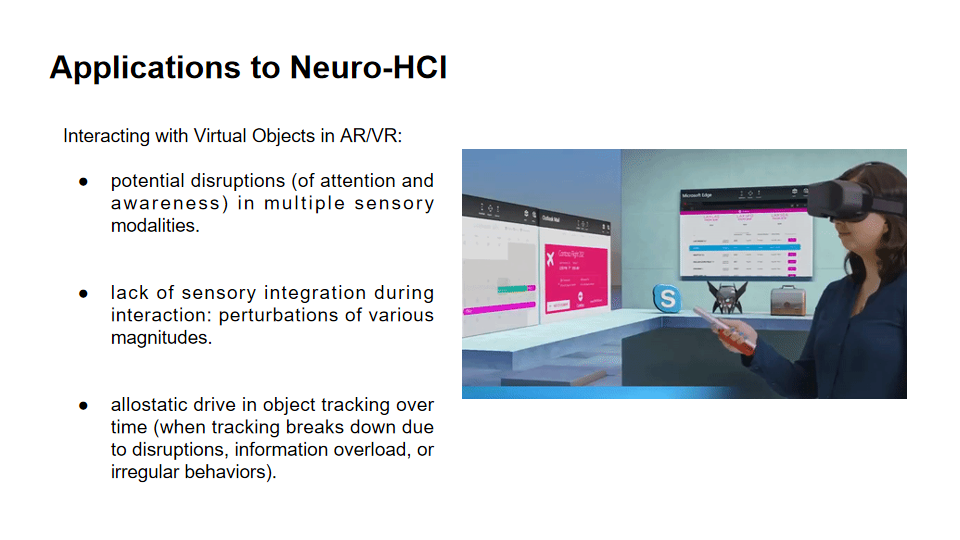 Applications to Neuro-HCI
Interacting with Virtual Objects in AR/VR:
● potential disruptions (of attention and
awareness) in multiple sensory
modalities.
● lack of sensory integration during
interaction: perturbations of various
magnitudes.
● allostatic drive in object tracking over
time (when tracking breaks down due
to disruptions, information overload, or
irregular behaviors).
Outlook Mail
Microsoft Edge
S